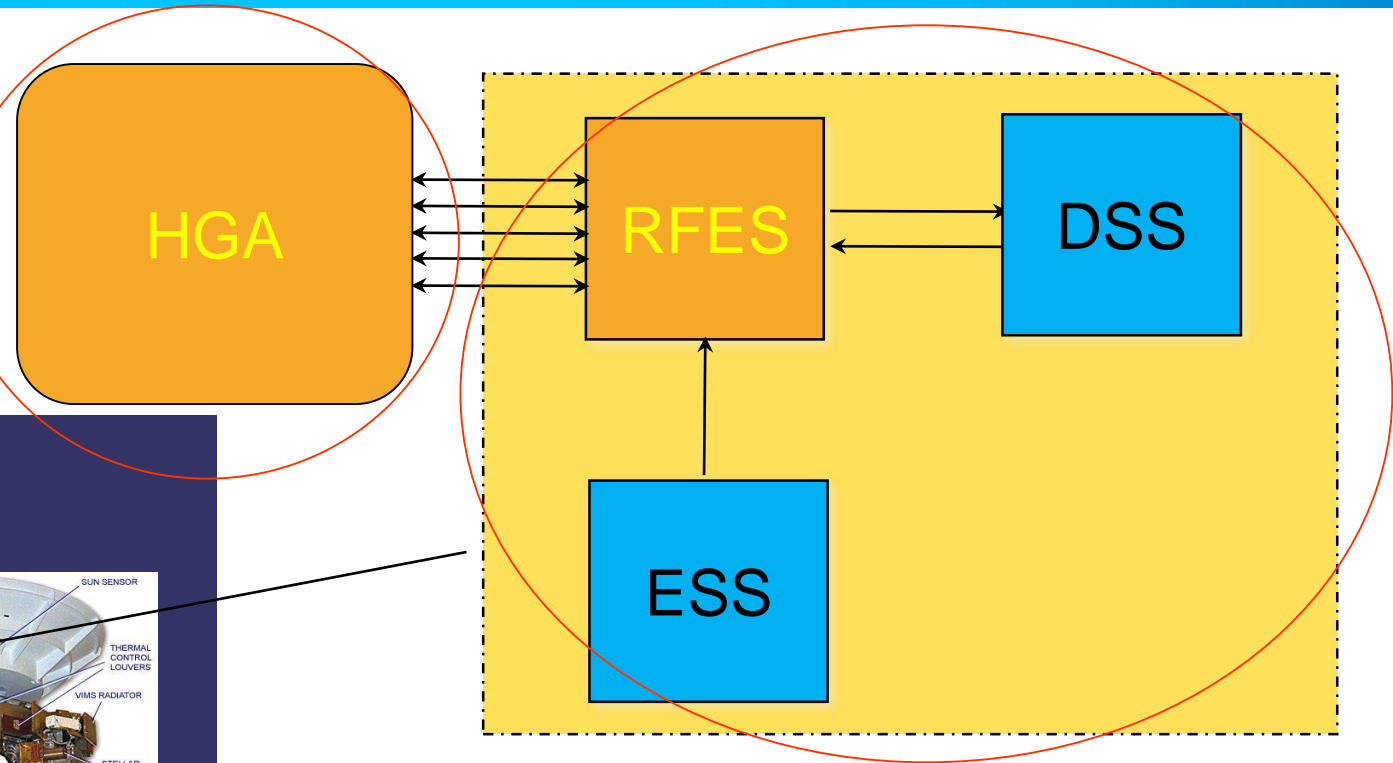 HGA
RFES
DSS
ESS
SUN SENSOR
THERMAL
CONTROL
LOUVERS
VIMS RADIATOR